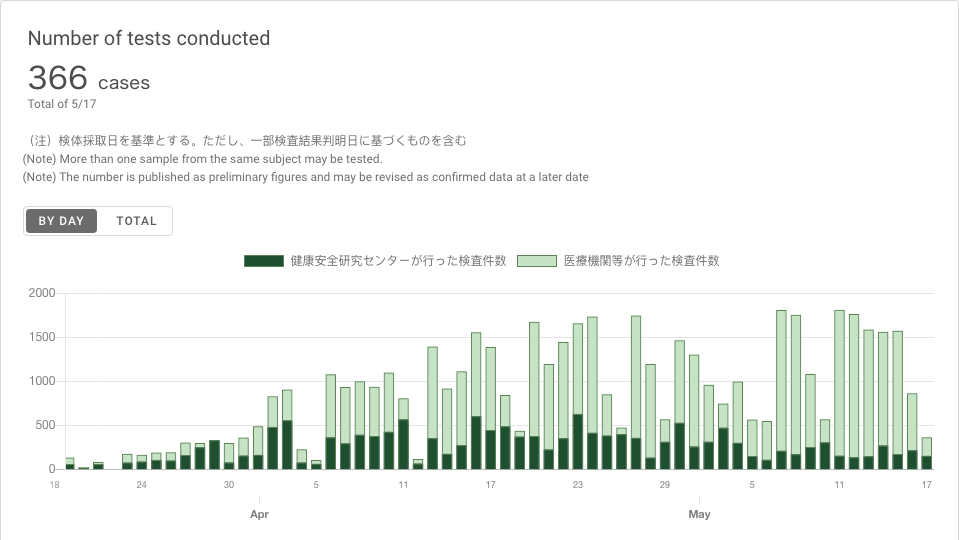 Number of tests conducted
366 cases
Total of 5/17
（注）検体採取日を基準とする。ただし、一部検査結果判明日に基づくものを含む
(Note) More than one sample from the same subject may be tested.
(Note) The number is published as preliminary figures and may be revised as confirmed data at a later date
BY DAY TOTAL
健康安全研究センターが行った検査件数 医療機関等が行った検査件数
2000
1500
1000
500
0
18 24 30 5 11 17 23 29 5 11 17
Apr May